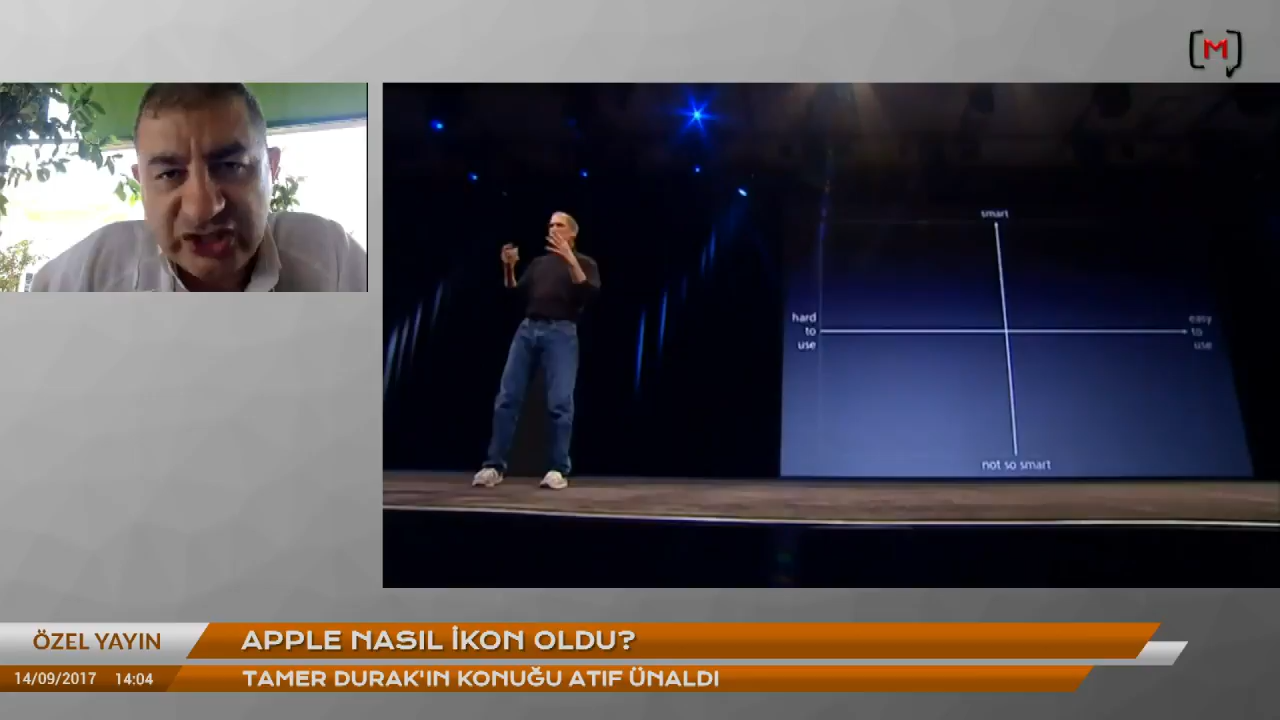 M
smart
hard
to
use
easy
to
use
not so smart
ÖZEL YAYIN
APPLE NASIL İKON OLDU?
14/09/2017 14:04
TAMER DURAK'IN KONUĞU ATIF ÜNALDI